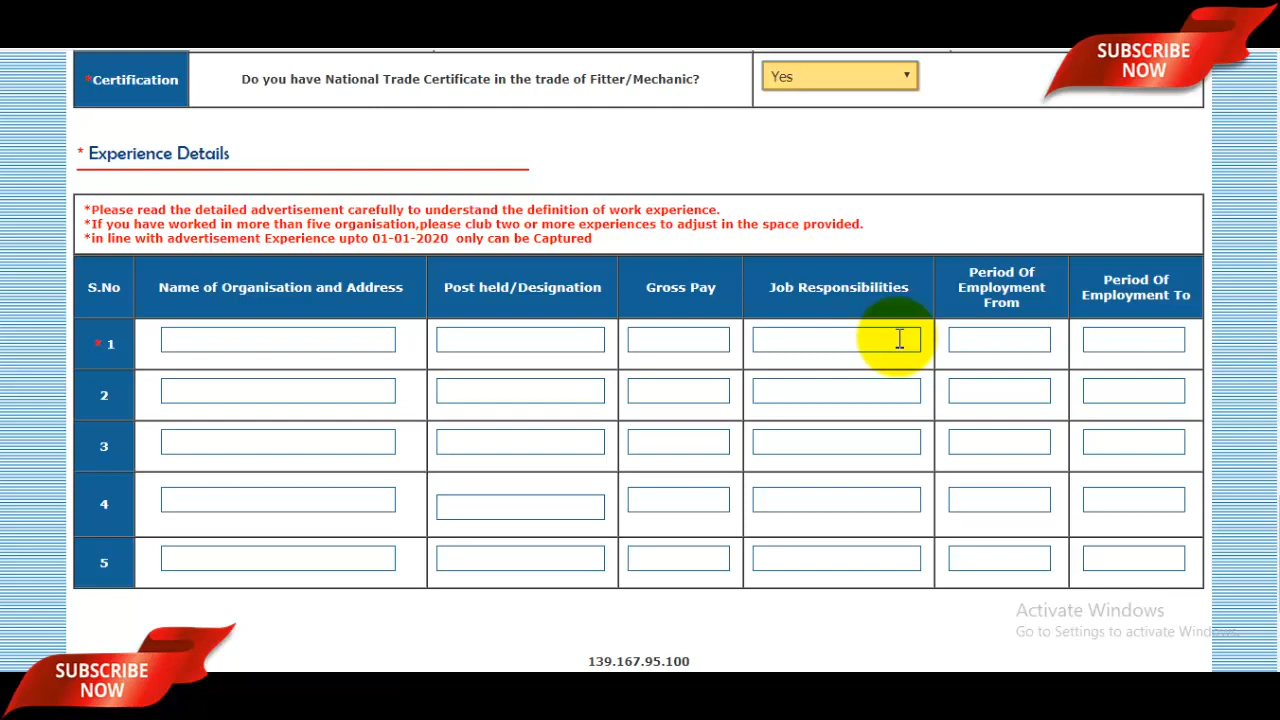 SUBSCRIBE
NOW
*Certification
Do you have National Trade Certificate in the trade of Fitter/Mechanic?
Yes
* Experience Details
*Please read the detailed advertisement carefully to understand the definition of work experience.
*If you have worked in more than five organisation,please club two or more experiences to adjust in the space provided.
*in line with advertisement Experience upto 01-01-2020 only can be Captured
S.No
Name of Organisation and Address
Post held/Designation
Gross Pay
Job Responsibilities
Period Of
Employment
From
Period Of
Employment To
* 1
2
3
4
5
Activate Windows
Go to Settings to activate Windows.
SUBSCRIBE
NOW
139.167.95.100